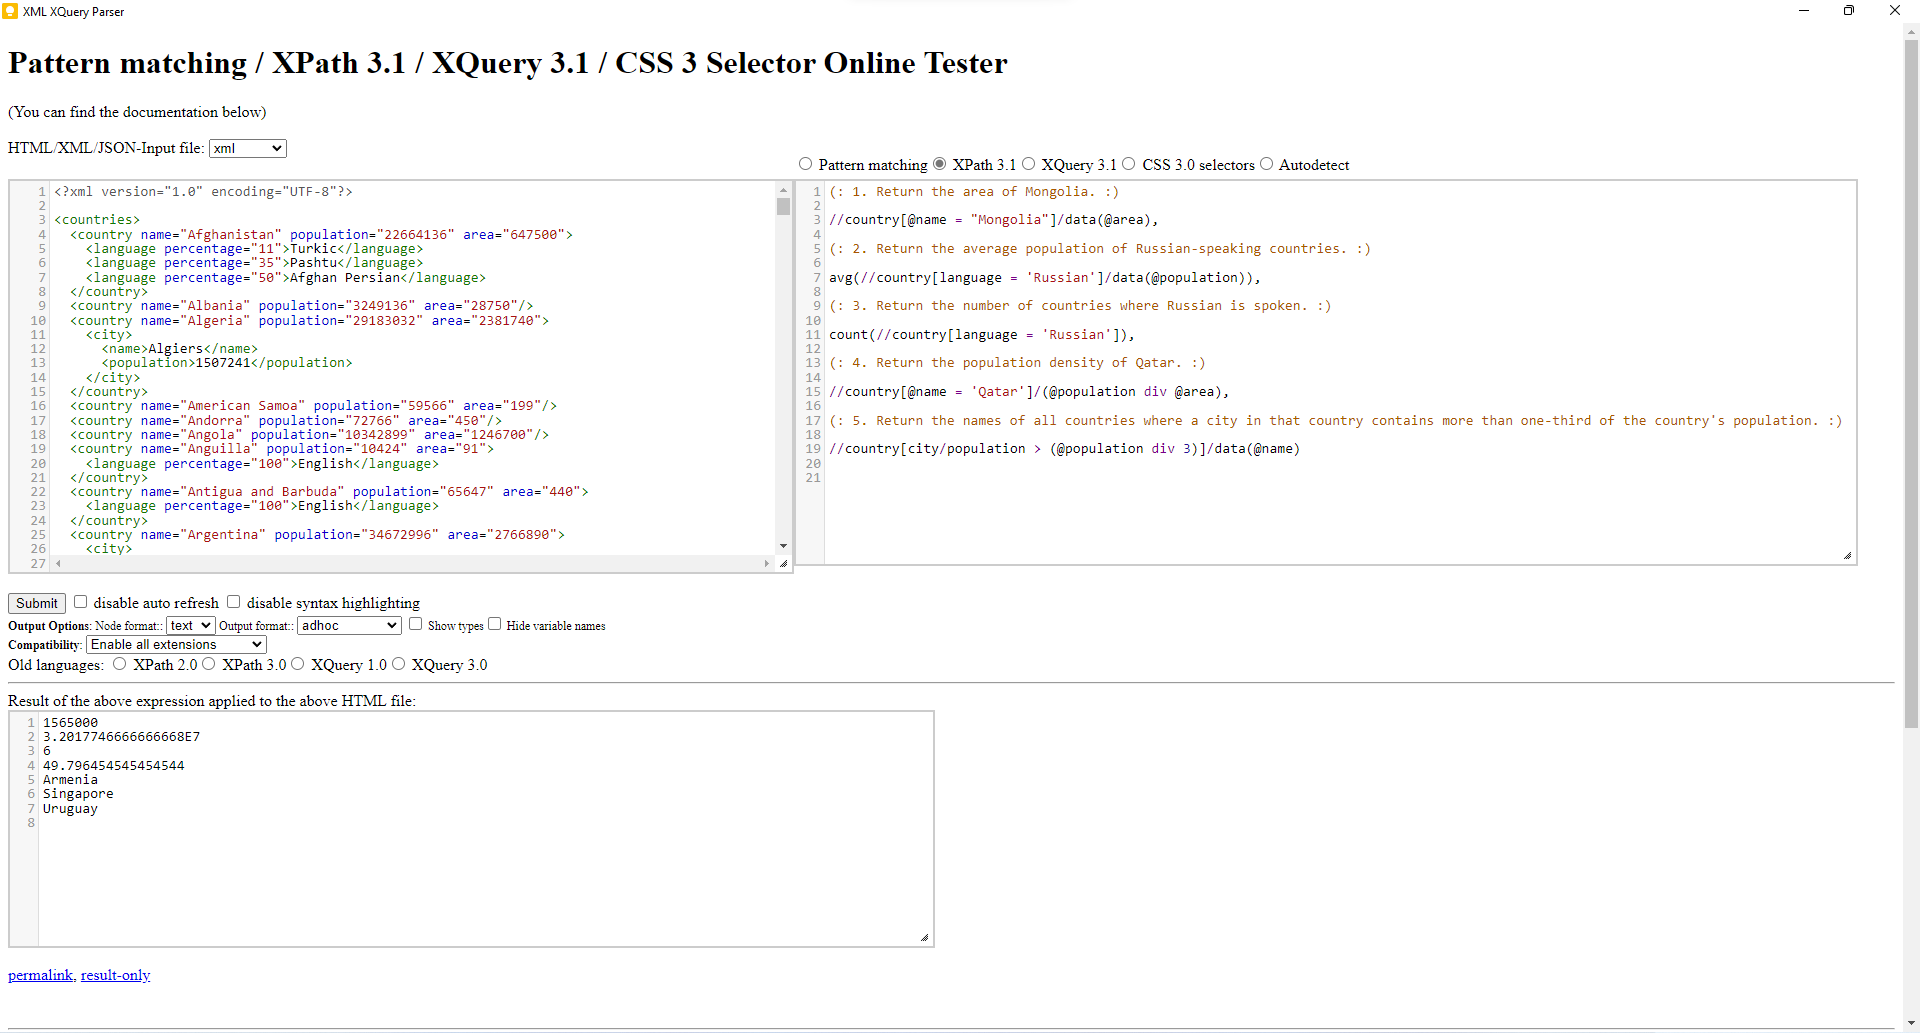 XML XQuery Parser
Pattern matching / XPath 3.1 / XQuery 3.1 / CSS 3 Selector Online Tester
(You can find the documentation below)
HTML/XML/JSON-Input file: xml
Pattern matching XPath 3.1 XQuery 3.1 CSS 3.0 selectors Autodetect
1 <?xml version="1.0" encoding="UTF-8"?>
2
3 <countries>
4 <country name="Afghanistan" population="22664136" area="647500">
5 <language percentage="11">Turkic</language>
6 <language percentage="35">Pashtu</language>
7 <language percentage="50">Afghan Persian</language>
8 </country>
9 <country name="Albania" population="3249136" area="28750"/>
10 <country name="Algeria" population="29183032" area="2381740">
11 <city>
12 <name>Algiers</name>
13 <population>1507241</population>
14 </city>
15 </country>
16 <country name="American Samoa" population="59566" area="199"/>
17 <country name="Andorra" population="72766" area="450"/>
18 <country name="Angola" population="10342899" area="1246700"/>
19 <country name="Anguilla" population="10424" area="91">
20 <language percentage="100">English</language>
21 </country>
22 <country name="Antigua and Barbuda" population="65647" area="440">
23 <language percentage="100">English</language>
24 </country>
25 <country name="Argentina" population="34672996" area="2766890">
26 <city>
27
1 (: 1. Return the area of Mongolia. :)
2
3 //country[@name = "Mongolia"]/data(@area),
4
5 (: 2. Return the average population of Russian-speaking countries. :)
6
7 avg(//country[language = 'Russian']/data(@population)),
8
9 (: 3. Return the number of countries where Russian is spoken. :)
10
11 count(//country[language = 'Russian']),
12
13 (: 4. Return the population density of Qatar. :)
14
15 //country[@name = 'Qatar']/(@population div @area),
16
17 (: 5. Return the names of all countries where a city in that country contains more than one-third of the country's population. :)
18
19 //country[city/population > (@population div 3)]/data(@name)
20
21
Submit disable auto refresh disable syntax highlighting
Output Options: Node format:: text Output format:: adhoc Show types Hide variable names
Compatibility: Enable all extensions
Old languages: XPath 2.0 XPath 3.0 XQuery 1.0 XQuery 3.0
Result of the above expression applied to the above HTML file:
1 1565000
2 3.2017746666666668E7
3 6
4 49.796454545454544
5 Armenia
6 Singapore
7 Uruguay
8
permalink, result-only